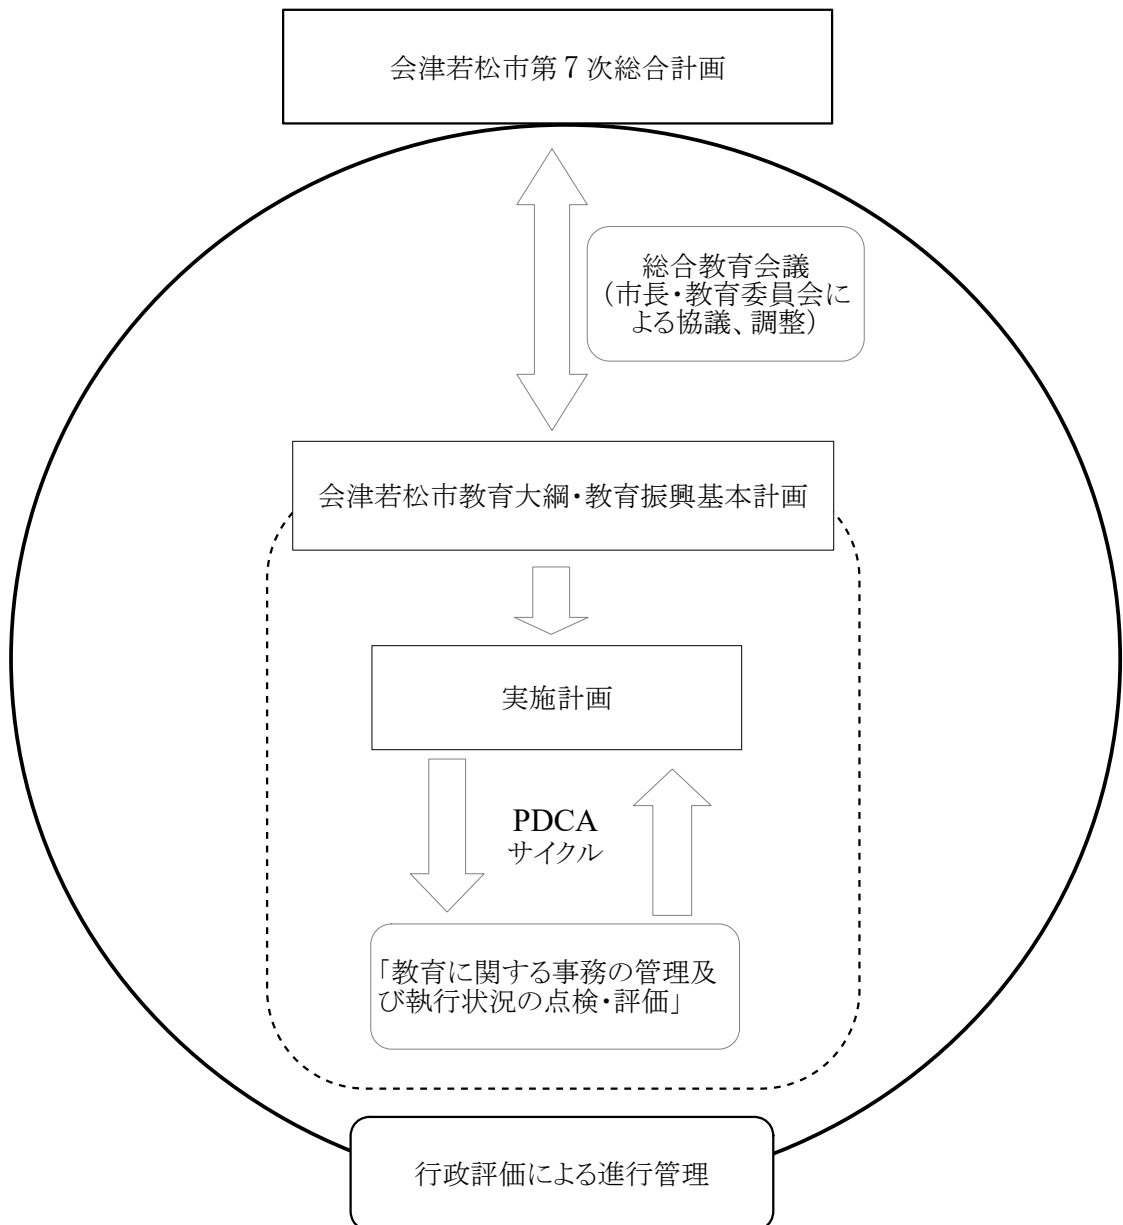 会津若松市第７次総合計画
総合教育会議
（市長・教育委員会に
よる協議、調整）
会津若松市教育大綱・教育振興基本計画
実施計画
PDCA
サイクル
「教育に関する事務の管理及
び執行状況の点検・評価」
行政評価による進行管理